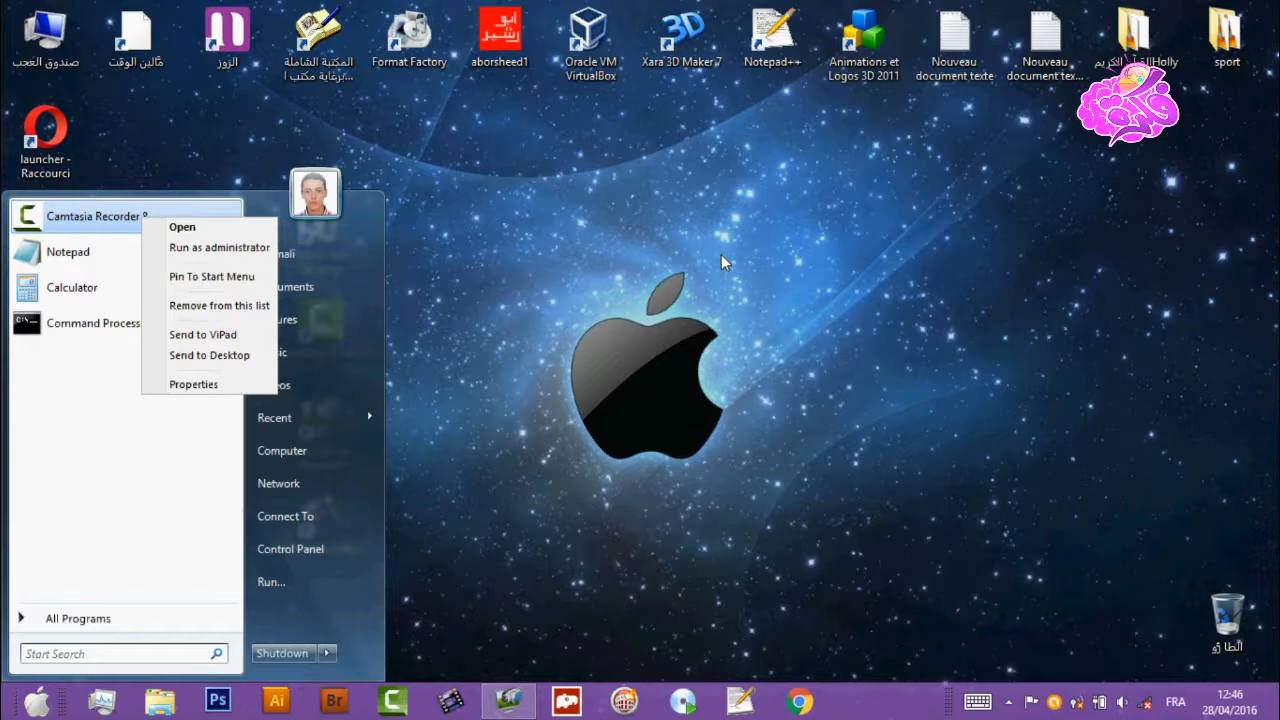 صندوق العجب
الزوز
المكتبة الشاملة
Format Factory
ابو
رشيد
aborsheed1
Oracle VM
VirtualBox
3D
Xara 3D Maker 7
Notepad++
Animations et
Logos 3D 2011
Nouveau
document texte
Nouveau
document tex...
Holly
sport
launcher -
Raccourci
Camtasia Recorder 8
Notepad
Calculator
Command Process
Open
Run as administrator
Pin To Start Menu
Remove from this list
Send to ViPad
Send to Desktop
Properties
Recent
Computer
Network
Connect To
Control Panel
Run...
All Programs
Start Search
Shutdown
Ps
Ai
Br
FRA
12:46
28/04/2016